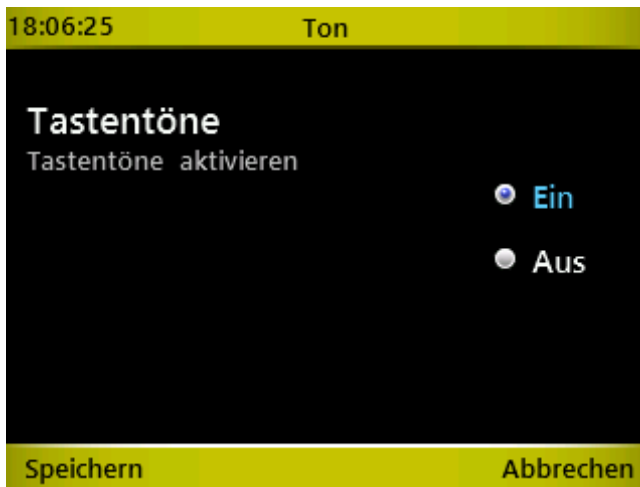 18:06:25 Ton
Tastentöne
Tastentöne aktivieren
Ein
Aus
Speichern Abbrechen